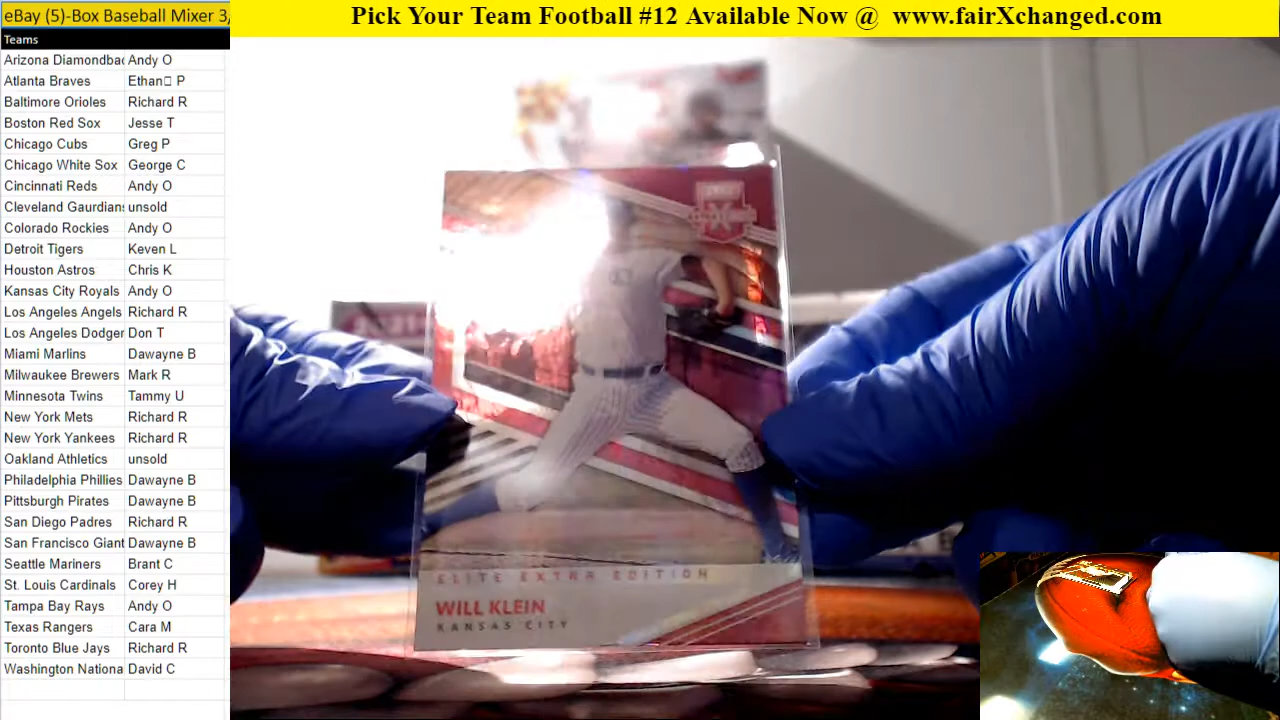 eBay (5)-Box Baseball Mixer 3/
Pick Your Team Football #12 Available Now @ www.fairXchanged.com
Teams
Arizona Diamondbac Andy O
Atlanta Braves Ethan□ P
Baltimore Orioles Richard R
Boston Red Sox Jesse T
Chicago Cubs Greg P
Chicago White Sox George C
Cincinnati Reds Andy O
Cleveland Gaurdians unsold
Colorado Rockies Andy O
Detroit Tigers Keven L
Houston Astros Chris K
Kansas City Royals Andy O
Los Angeles Angels Richard R
Los Angeles Dodger Don T
Miami Marlins Dawayne B
Milwaukee Brewers Mark R
Minnesota Twins Tammy U
New York Mets Richard R
New York Yankees Richard R
Oakland Athletics unsold
Philadelphia Phillies Dawayne B
Pittsburgh Pirates Dawayne B
San Diego Padres Richard R
San Francisco Giant Dawayne B
Seattle Mariners Brant C
St. Louis Cardinals Corey H
Tampa Bay Rays Andy O
Texas Rangers Cara M
Toronto Blue Jays Richard R
Washington Nationa David C
ELITE EXTRA EDITION
WILL KLEIN
KANSAS CITY